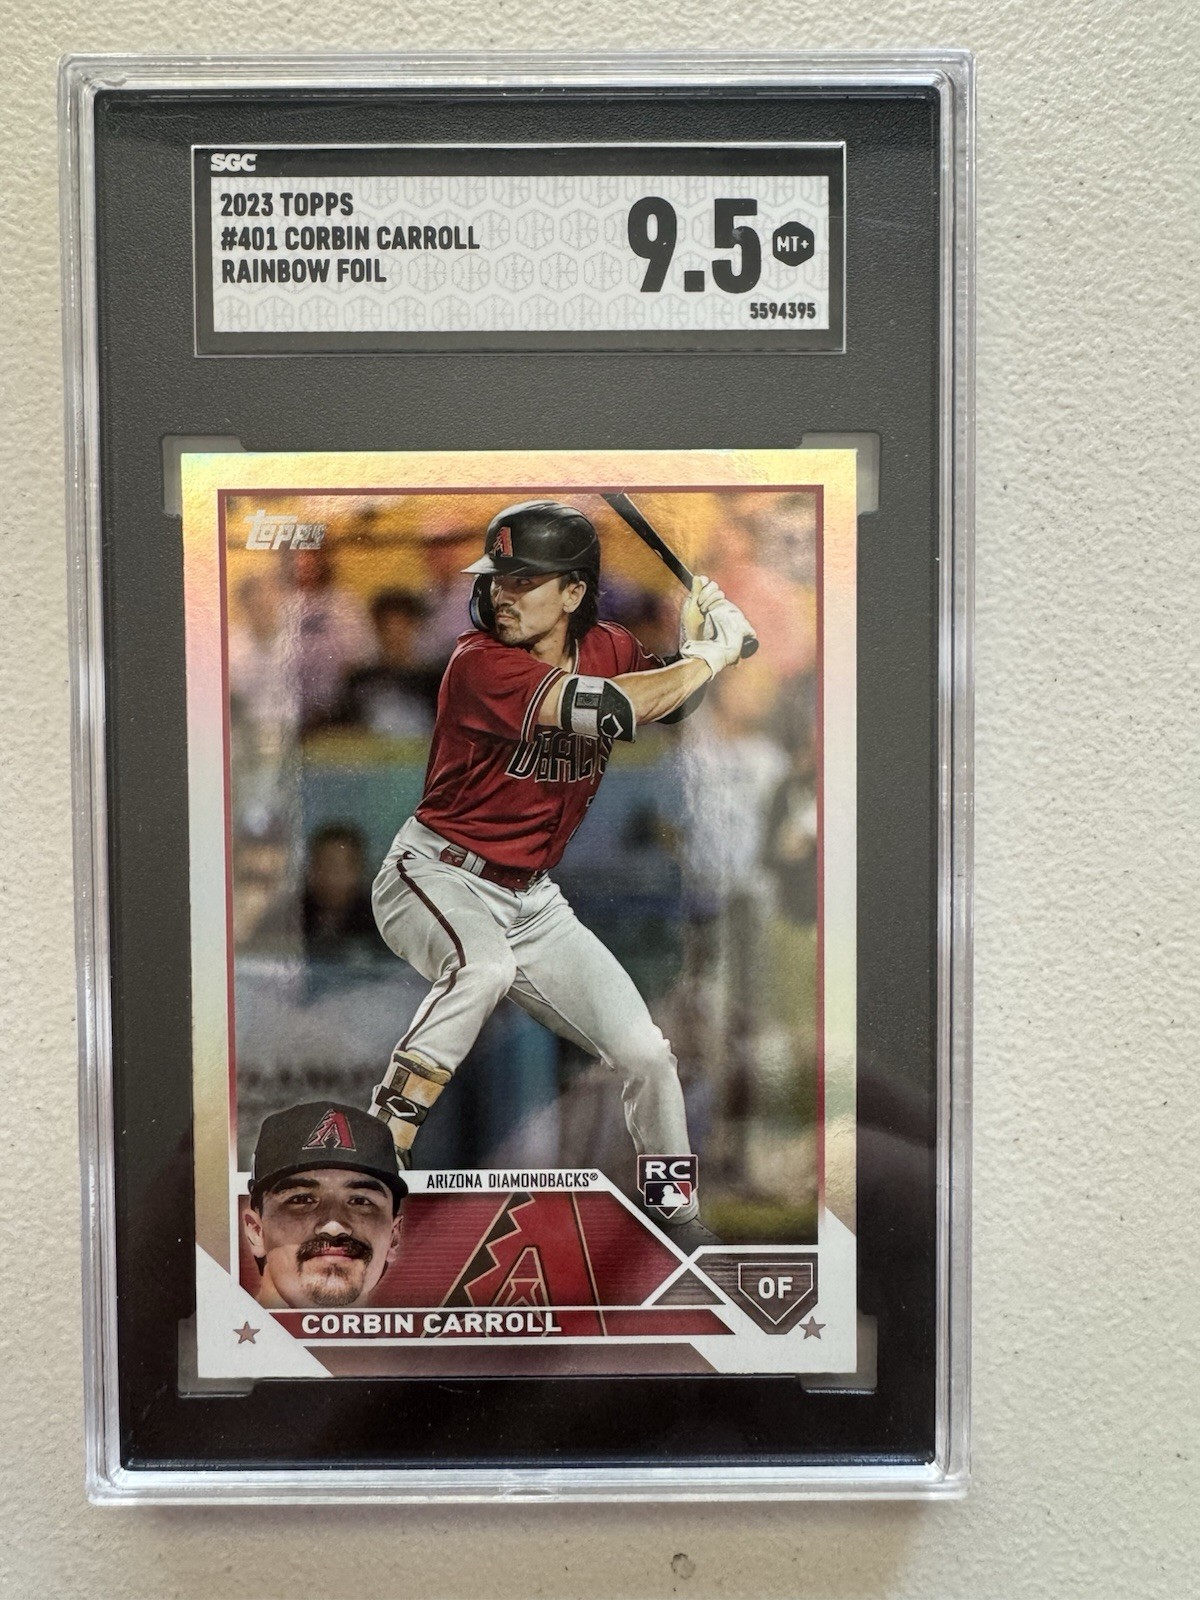 SGC
2023 TOPPS
#401 CORBIN CARROLL
RAINBOW FOIL
9.5 MT+
5594395
Topps
A
ARIZONA DIAMONDBACKS®
RC
A
OF
CORBIN CARROLL